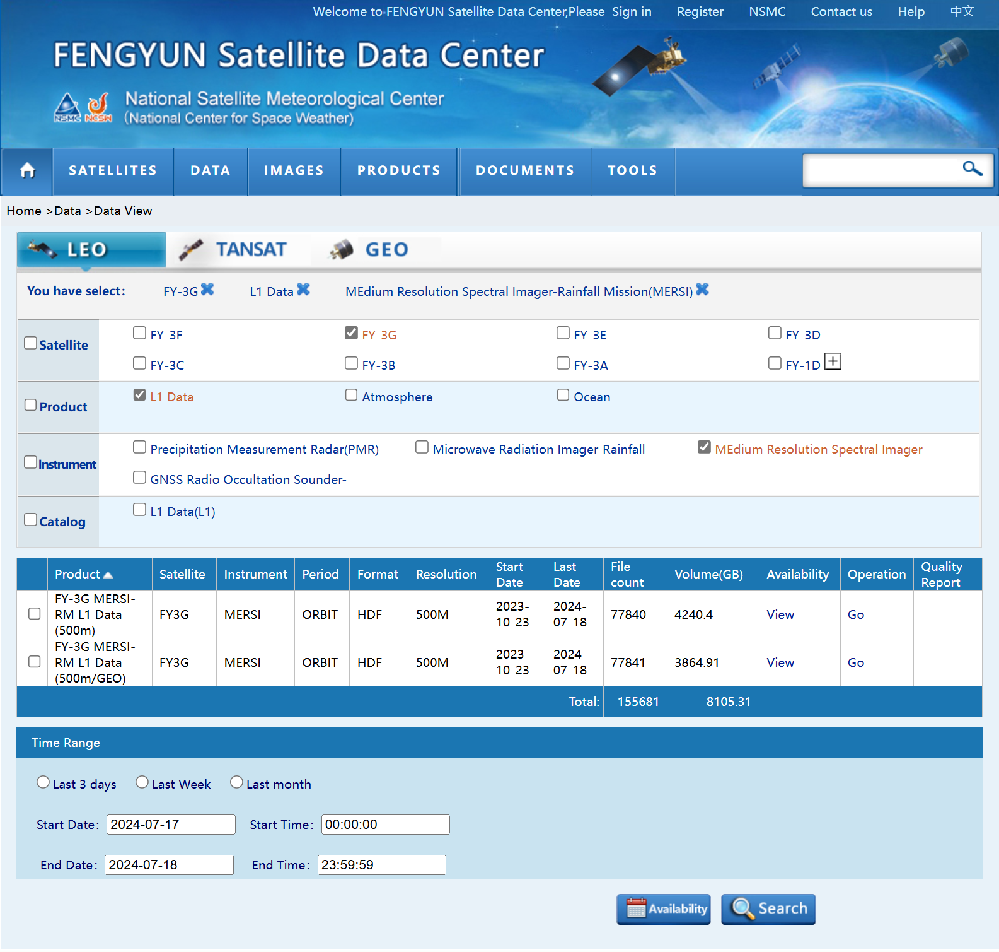 Welcome to FENGYUN Satellite Data Center,Please Sign in Register NSMC Contact us Help 中文
FENGYUN Satellite Data Center
NSMC NCSW National Satellite Meteorological Center
(National Center for Space Weather)
SATELLITES DATA IMAGES PRODUCTS DOCUMENTS TOOLS
Home >Data >Data View
LEO TANSAT GEO
You have select: FY-3G L1 Data MEdium Resolution Spectral Imager-Rainfall Mission(MERSI)
Satellite
FY-3F FY-3G FY-3E FY-3D
FY-3C FY-3B FY-3A FY-1D +
Product
L1 Data Atmosphere Ocean
Instrument
Precipitation Measurement Radar(PMR) Microwave Radiation Imager-Rainfall MEdium Resolution Spectral Imager-
GNSS Radio Occultation Sounder-
Catalog
L1 Data(L1)
Product Satellite Instrument Period Format Resolution Start Date Last Date File count Volume(GB) Availability Operation Quality Report
FY-3G MERSI-RM L1 Data (500m) FY3G MERSI ORBIT HDF 500M 2023-10-23 2024-07-18 77840 4240.4 View Go
FY-3G MERSI-RM L1 Data (500m/GEO) FY3G MERSI ORBIT HDF 500M 2023-10-23 2024-07-18 77841 3864.91 View Go
Total: 155681 8105.31
Time Range
Last 3 days Last Week Last month
Start Date: 2024-07-17 Start Time: 00:00:00
End Date: 2024-07-18 End Time: 23:59:59
Availability Search